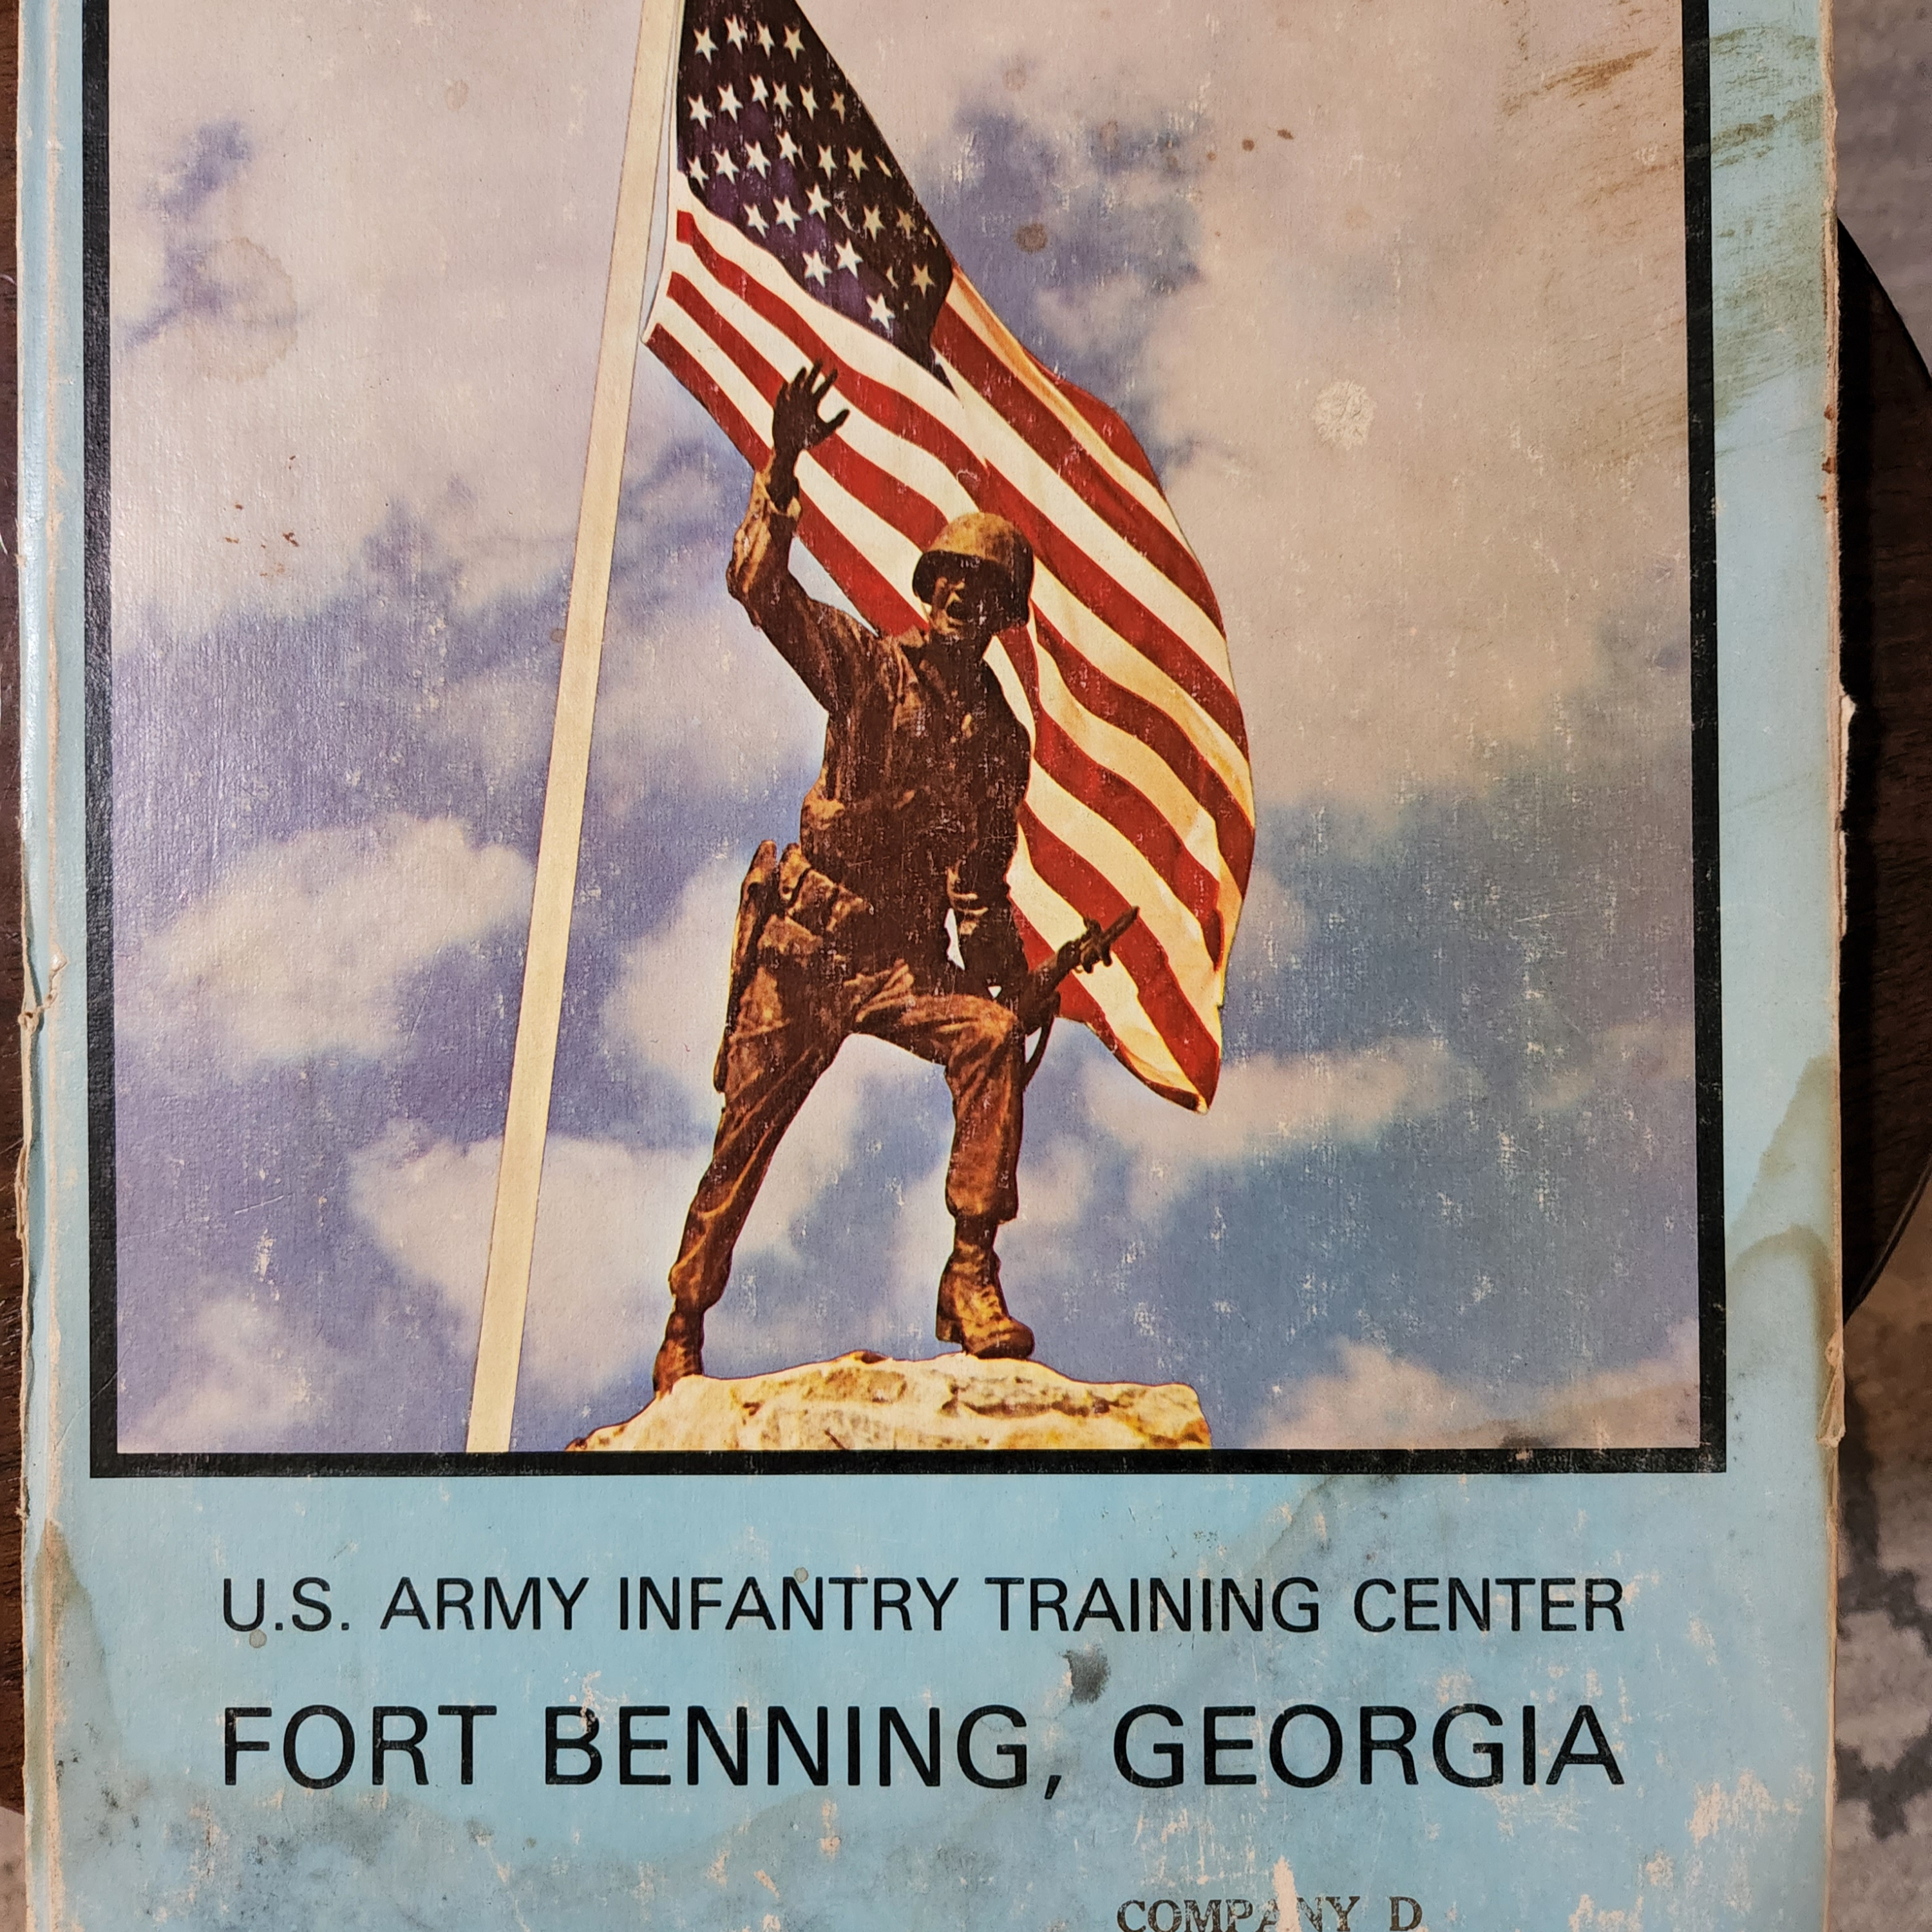 U.S. ARMY INFANTRY TRAINING CENTER
FORT BENNING, GEORGIA
COMPANY D